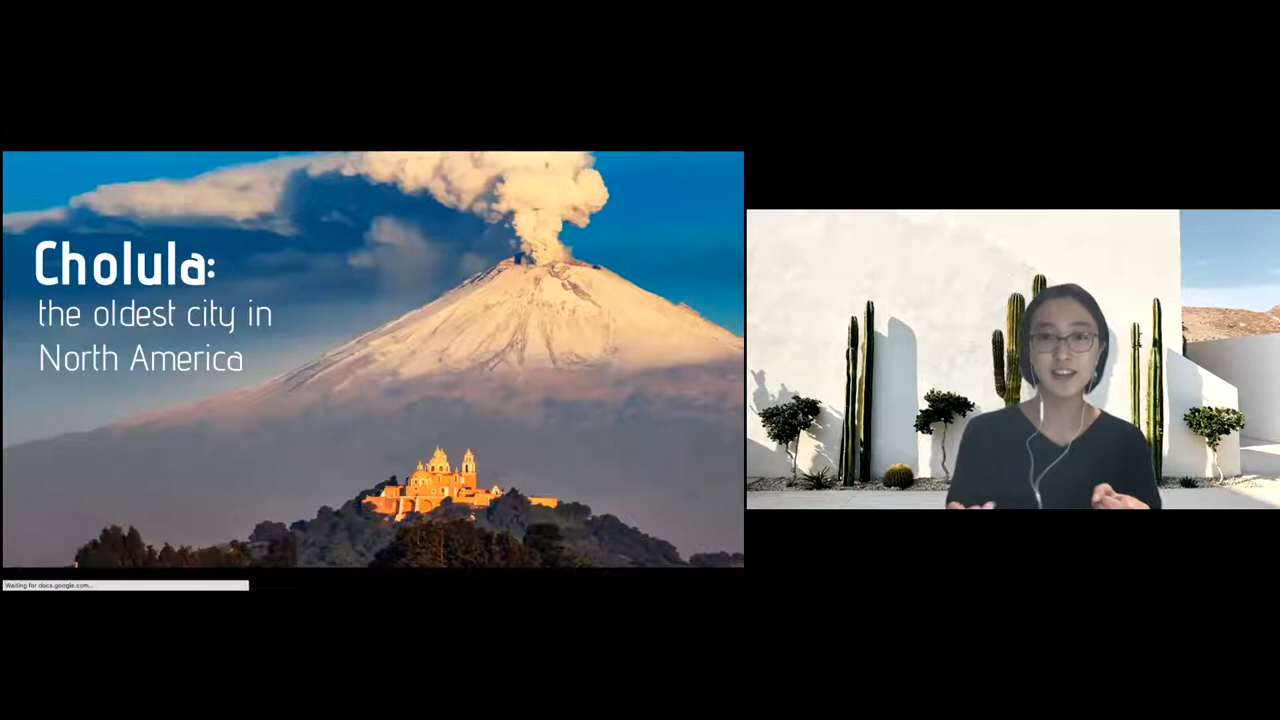 Cholula:
the oldest city in
North America
Waiting for docs.google.com...